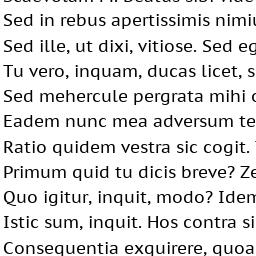 Sed in rebus apertissimis nimiu
Sed ille, ut dixi, vitiose. Sed eg
Tu vero, inquam, ducas licet, s
Sed mehercule pergrata mihi o
Eadem nunc mea adversum te
Ratio quidem vestra sic cogit.
Primum quid tu dicis breve? Ze
Quo igitur, inquit, modo? Idem
Istic sum, inquit. Hos contra si
Consequentia exquirere, quoa